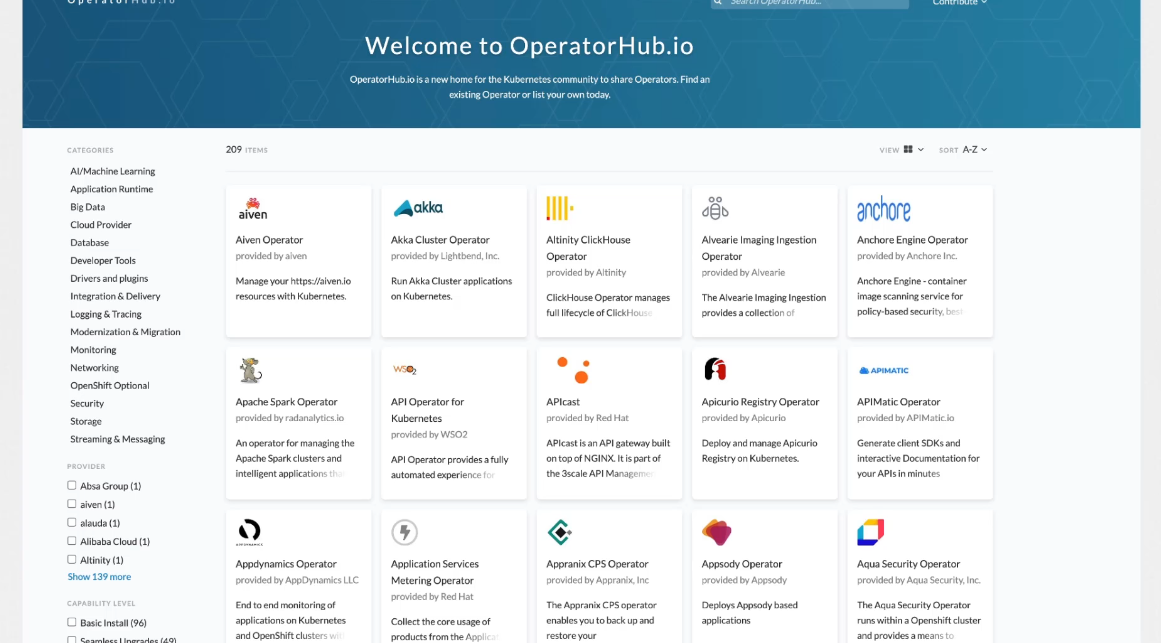 OperatorHub.io
Search OperatorHub...
Contribute
Welcome to OperatorHub.io
OperatorHub.io is a new home for the Kubernetes community to share Operators. Find an
existing Operator or list your own today.
CATEGORIES
AI/Machine Learning
Application Runtime
Big Data
Cloud Provider
Database
Developer Tools
Drivers and plugins
Integration & Delivery
Logging & Tracing
Modernization & Migration
Monitoring
Networking
OpenShift Optional
Security
Storage
Streaming & Messaging
PROVIDER
Absa Group (1)
aiven (1)
alauda (1)
Alibaba Cloud (1)
Altinity (1)
Show 139 more
CAPABILITY LEVEL
Basic Install (96)
Seamless Upgrades (49)
209 ITEMS
VIEW
SORT A-Z
aiven
Aiven Operator
provided by aiven
Manage your https://aiven.io
resources with Kubernetes.
akka
Akka Cluster Operator
provided by Lightbend, Inc.
Run Akka Cluster applications
on Kubernetes.
Altinity ClickHouse
Operator
provided by Altinity
ClickHouse Operator manages
full lifecycle of ClickHouse
Alvearie Imaging Ingestion
Operator
provided by Alvearie
The Alvearie Imaging Ingestion
provides a collection of
anchore
Anchore Engine Operator
provided by Anchore Inc.
Anchore Engine - container
image scanning service for
policy-based security, best
Apache Spark Operator
provided by radanalytics.io
An operator for managing the
Apache Spark clusters and
intelligent applications that
WSO2
API Operator for
Kubernetes
provided by WSO2
API Operator provides a fully
automated experience for
APIcast
provided by Red Hat
APIcast is an API gateway built
on top of NGINX. It is part of
the 3scale API Management
Apicurio Registry Operator
provided by Apicurio
Deploy and manage Apicurio
Registry on Kubernetes.
APIMATIC
APIMatic Operator
provided by APIMatic.io
Generate client SDKs and
interactive Documentation for
your APIs in minutes
APPDYNAMICS
Appdynamics Operator
provided by AppDynamics LLC
End to end monitoring of
applications on Kubernetes
and OpenShift clusters with
Application Services
Metering Operator
provided by Red Hat
Collect the core usage of
products from the Applicat
Appranix CPS Operator
provided by Appranix, Inc
The Appranix CPS operator
enables you to back up and
restore your
Appsody Operator
provided by Appsody
Deploys Appsody based
applications
Aqua Security Operator
provided by Aqua Security, Inc.
The Aqua Security Operator
runs within a Openshift cluster
and provides a means to